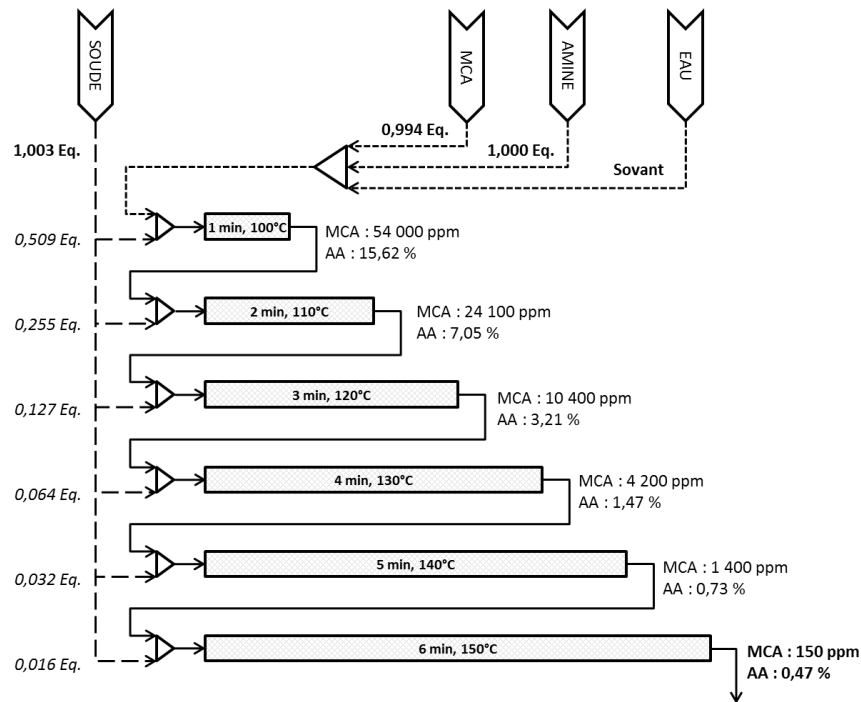 SOUDE
MCA
AMINE
EAU
0,994 Eq.
1,003 Eq.
1,000 Eq.
Sovant
1 min, 100°C
MCA : 54 000 ppm
0,509 Eq.
AA : 15,62 %
2 min, 110°C
MCA : 24 100 ppm
0,255 Eq.
AA : 7,05 %
3 min, 120°C
MCA : 10 400 ppm
0,127 Eq.
AA : 3,21 %
4 min, 130°C
MCA : 4 200 ppm
0,064 Eq.
AA : 1,47 %
5 min, 140°C
MCA : 1 400 ppm
0,032 Eq.
AA : 0,73 %
6 min, 150°C
MCA : 150 ppm
0,016 Eq.
AA : 0,47 %